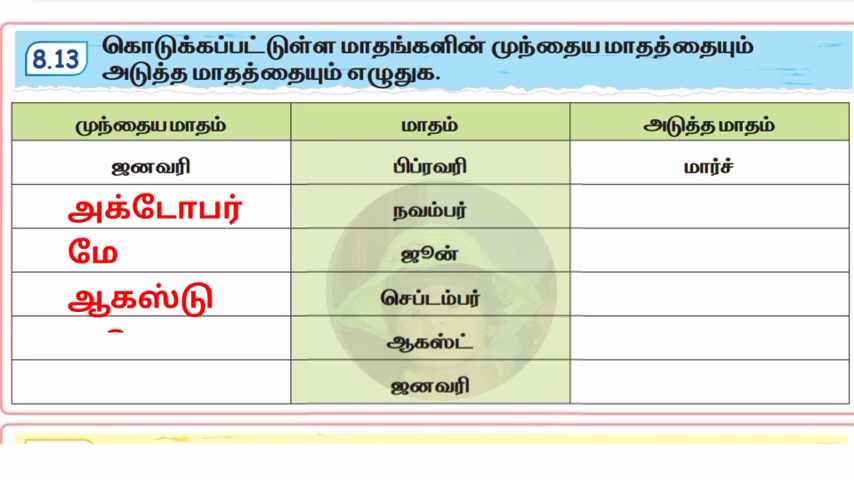 8.13 கொடுக்கப்பட்டுள்ள மாதங்களின் முந்தைய மாதத்தையும்
அடுத்த மாதத்தையும் எழுதுக.
முந்தைய மாதம் மாதம் அடுத்த மாதம்
ஜனவரி பிப்ரவரி மார்ச்
அக்டோபர் நவம்பர்
மே ஜூன்
ஆகஸ்டு செப்டம்பர்
ஆகஸ்ட்
ஜனவரி